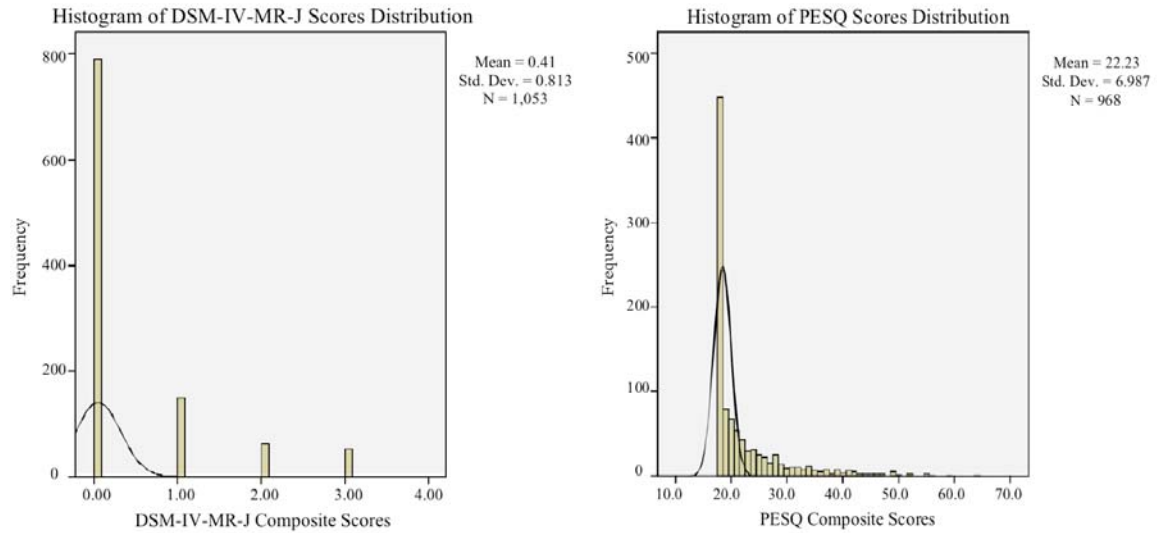 Histogram of DSM-IV-MR-J Scores Distribution
Mean = 0.41
Std. Dev. = 0.813
N = 1,053
Frequency
800
600
400
200
0
0.00 1.00 2.00 3.00 4.00
DSM-IV-MR-J Composite Scores
Histogram of PESQ Scores Distribution
Mean = 22.23
Std. Dev. = 6.987
N = 968
Frequency
500
400
300
200
100
0
10.0 20.0 30.0 40.0 50.0 60.0 70.0
PESQ Composite Scores